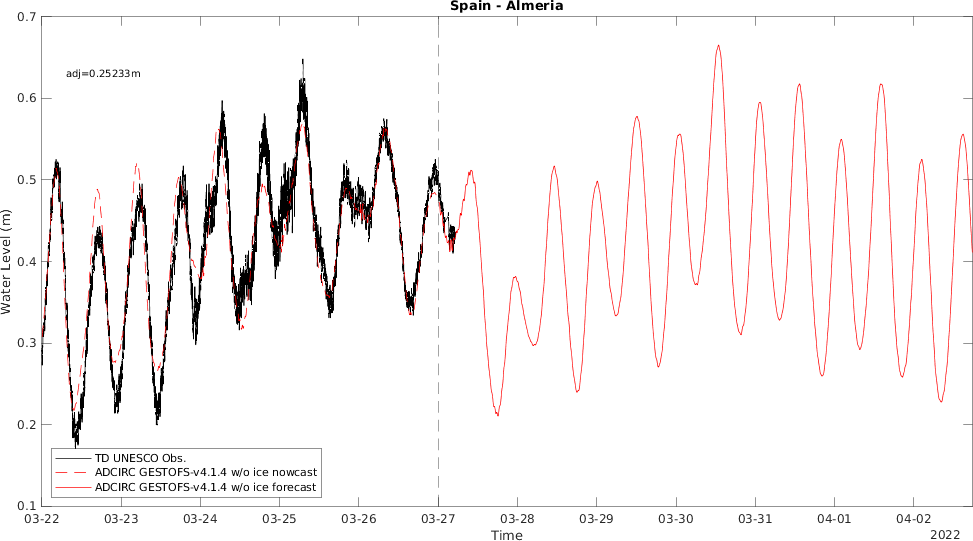 Spain - Almeria
adj=0.25233m
Water Level (m)
0.7
0.6
0.5
0.4
0.3
0.2
0.1
TD UNESCO Obs.
ADCIRC GESTOFS-v4.1.4 w/o ice nowcast
ADCIRC GESTOFS-v4.1.4 w/o ice forecast
03-22 03-23 03-24 03-25 03-26 03-27 03-28 03-29 03-30 03-31 04-01 04-02
Time
2022